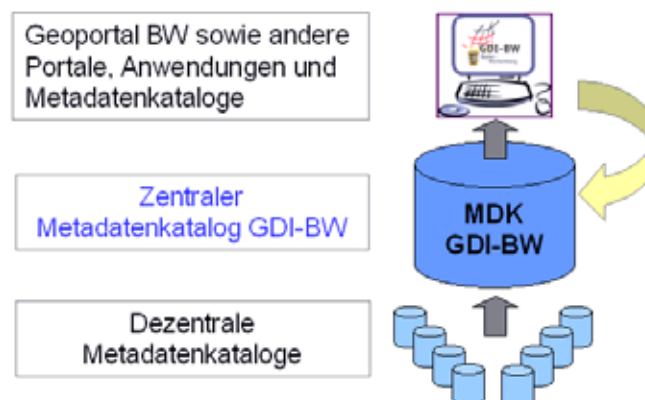 Geoportal BW sowie andere
Portale, Anwendungen und
Metadatenkataloge
GDI-BW
Zentraler
Metadatenkatalog GDI-BW
MDK
GDI-BW
Dezentrale
Metadatenkataloge